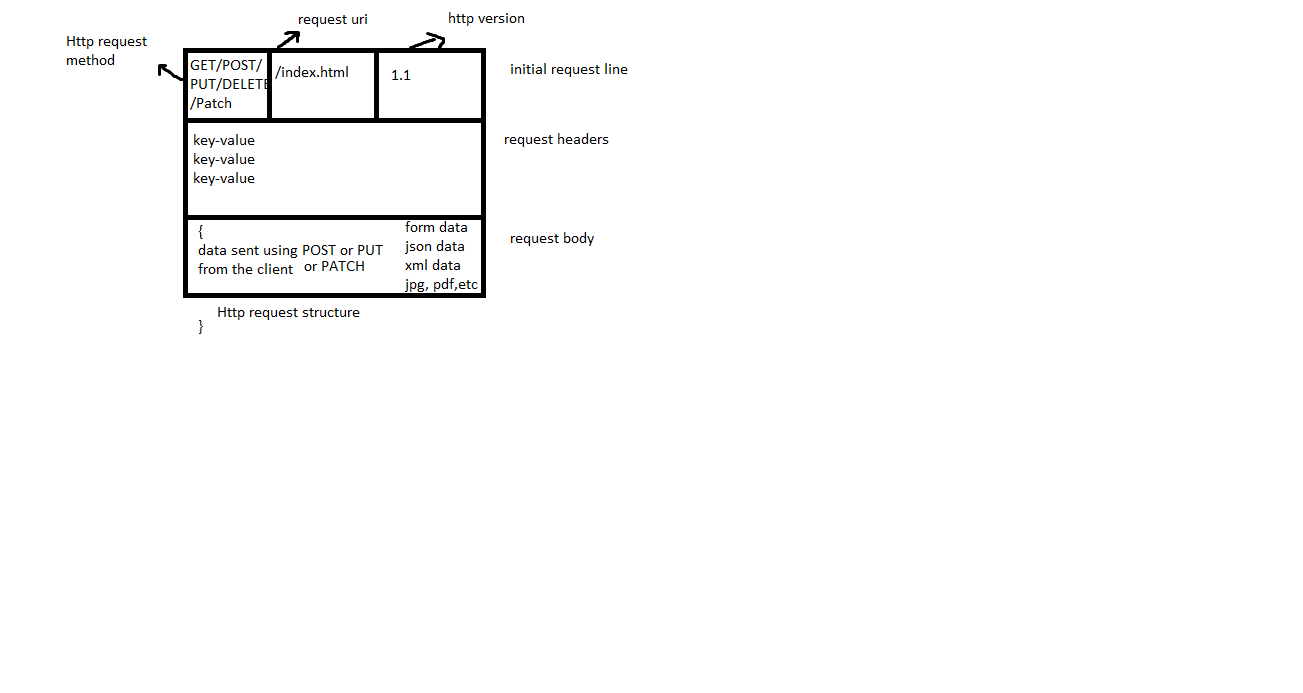 request uri
http version
Http request
method
GET/POST/
PUT/DELETE
/Patch
/index.html
1.1
initial request line
key-value
key-value
key-value
request headers
{
data sent using POST or PUT
from the client or PATCH
form data
json data
xml data
jpg, pdf,etc
request body
Http request structure
}